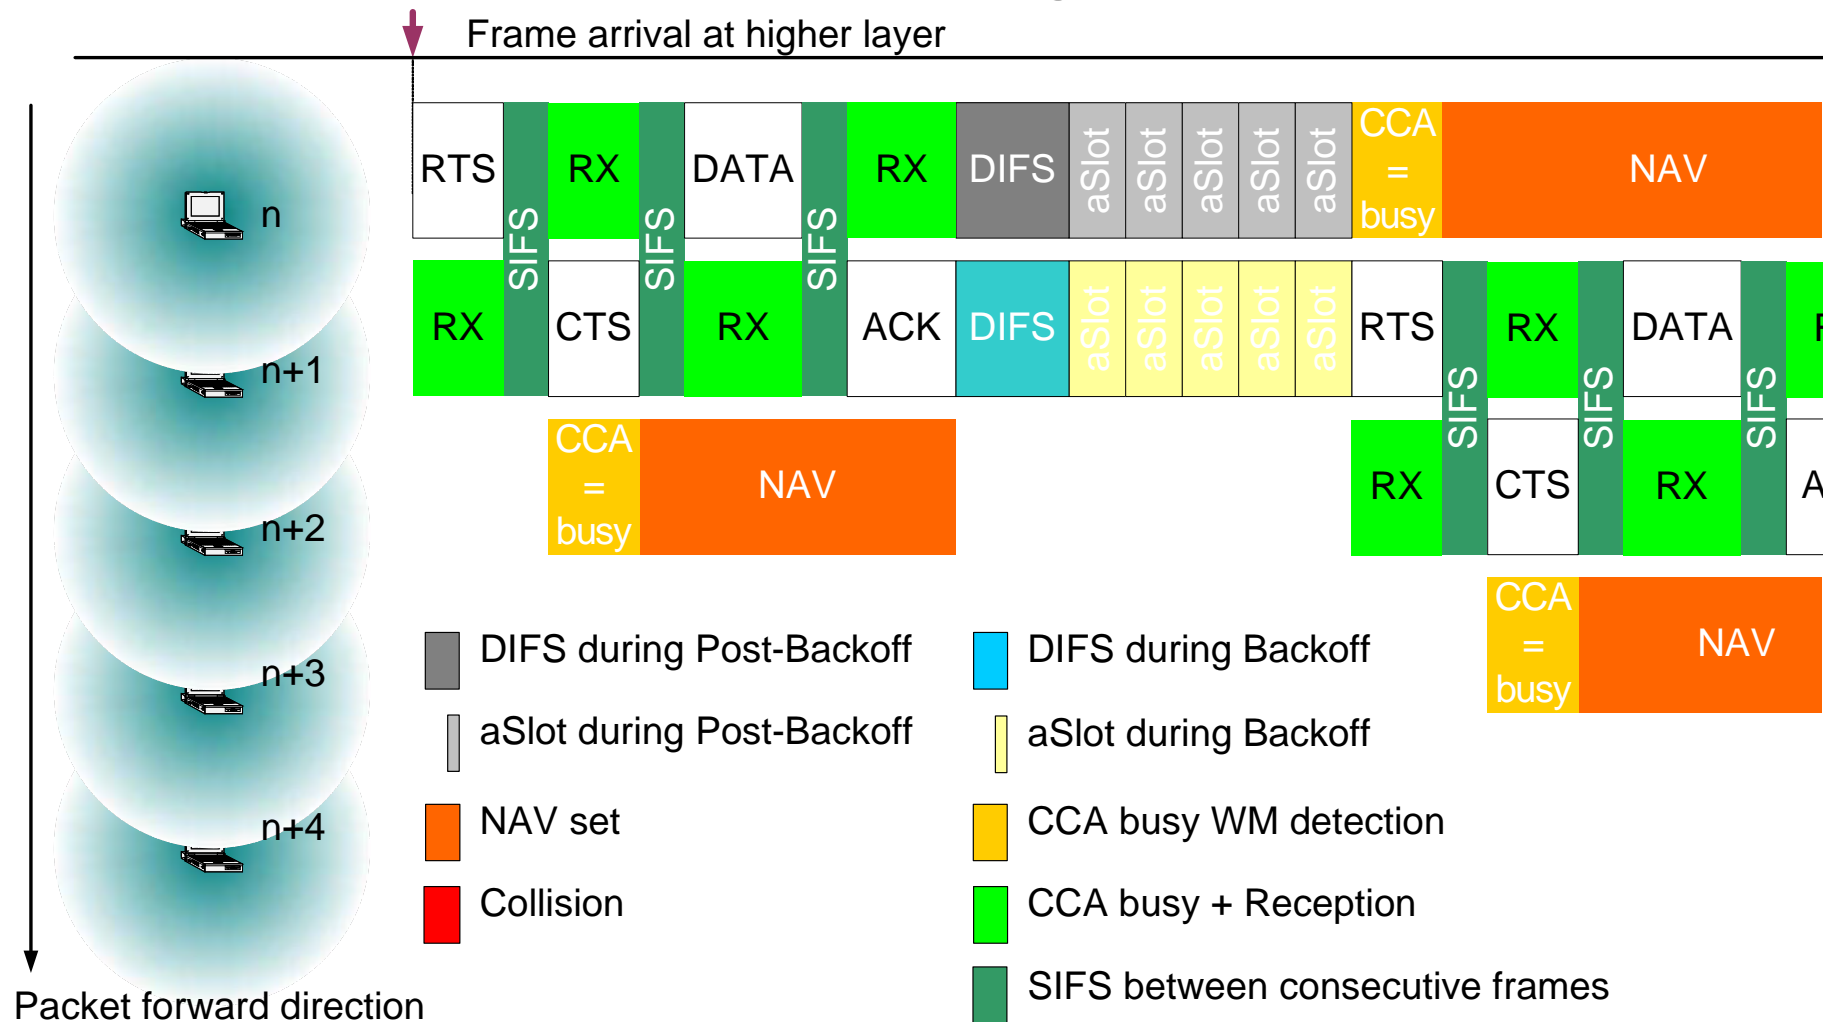 Frame arrival at higher layer
RTS SIFS RX SIFS DATA SIFS RX DIFS aSlot aSlot aSlot aSlot aSlot CCA = busy NAV
n
RX CTS RX ACK DIFS aSlot aSlot aSlot aSlot aSlot RTS SIFS RX SIFS DATA SIFS
n+1
CCA = busy NAV RX CTS RX
n+2
CCA = busy NAV
n+3
n+4
DIFS during Post-Backoff
aSlot during Post-Backoff
NAV set
Collision
DIFS during Backoff
aSlot during Backoff
CCA busy WM detection
CCA busy + Reception
SIFS between consecutive frames
Packet forward direction